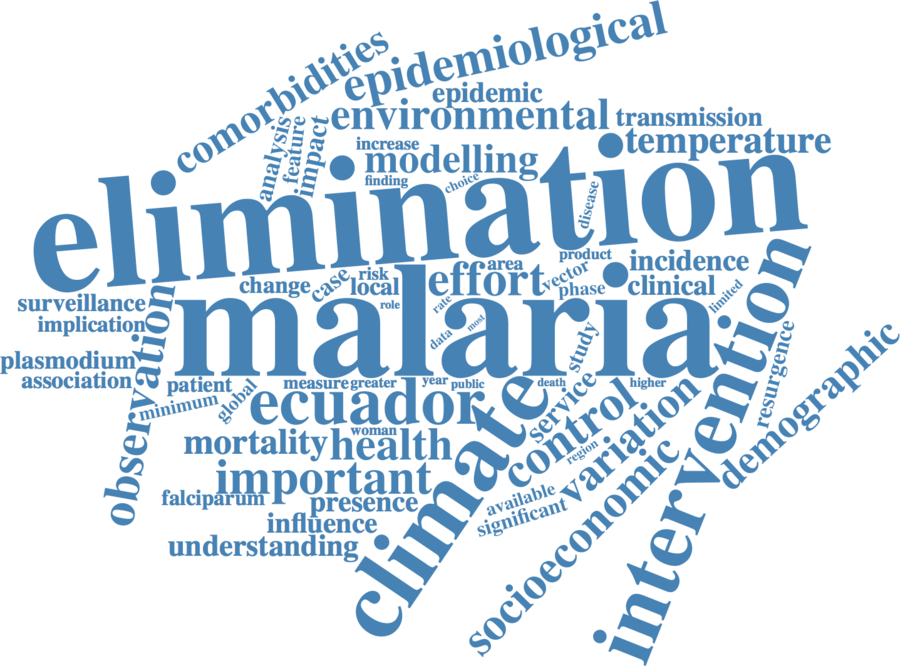 comorbidities
epidemiological
epidemic
environmental
transmission
temperature
analysis
feature
impact
increase
modelling
finding
choice
disease
elimination
product
incidence
area
vector
phase
clinical
limited
change
case
risk
local
role
effort
rate
data
most
surveillance
implication
observation
malaria
study
plasmodium
association
patient
minimum
global
measure
greater
year
public
death
higher
resurgence
demographic
intervention
ecuador
woman
climate
service
control
region
variation
mortality
health
important
falciparum
presence
available
significant
influence
understanding
socioeconomic